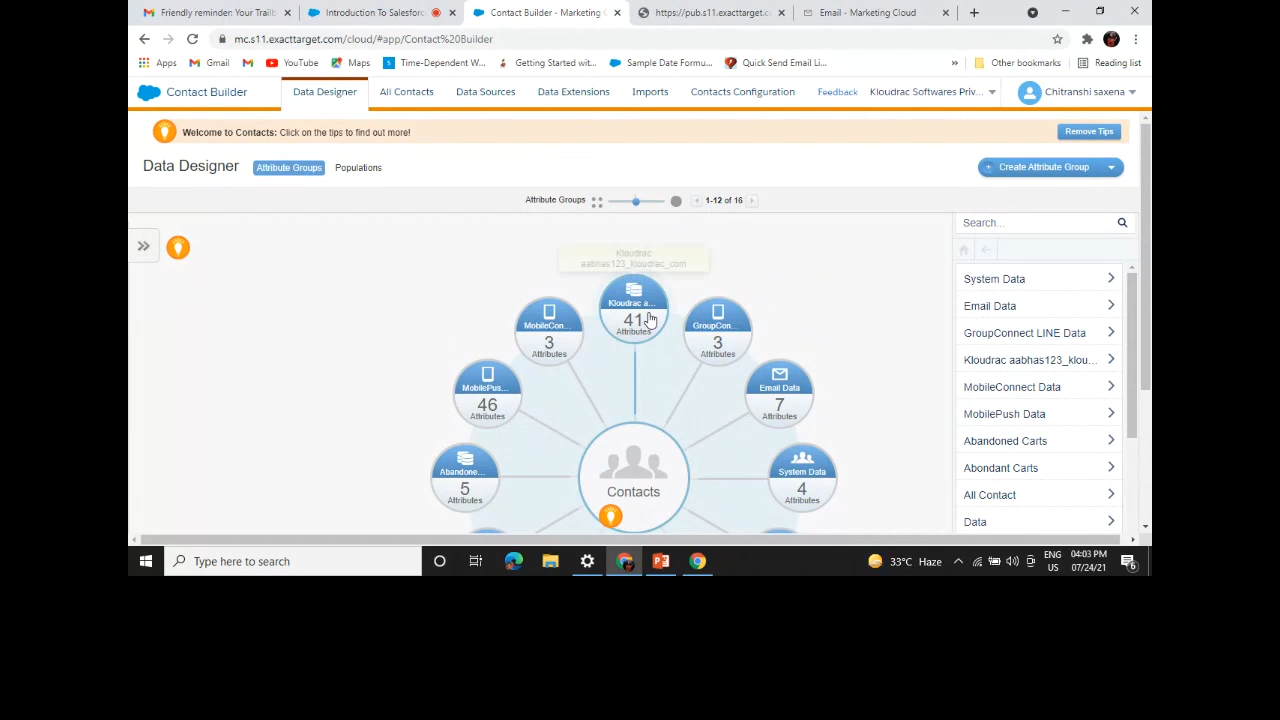 Friendly reminder: Your Trailb
Introduction To Salesforc
Contact Builder - Marketing C
https://pub.s11.exacttarget.c
Email - Marketing Cloud
mc.s11.exacttarget.com/cloud/#app/Contact%20Builder
Apps
Gmail
YouTube
Maps
Time-Dependent W...
Getting Started wit...
Sample Date Formu...
Quick Send Email Li...
»
Other bookmarks
Reading list
Contact Builder
Data Designer
All Contacts
Data Sources
Data Extensions
Imports
Contacts Configuration
Feedback
Kloudrac Softwares Priv...
Chitranshi saxena
Welcome to Contacts: Click on the tips to find out more!
Remove Tips
Data Designer
Attribute Groups
Populations
Create Attribute Group
Attribute Groups
1-12 of 16
Search...
Kloudrac
aabhas123_kloudrac_com
Kloudrac a...
41
Attributes
MobileCon...
3
Attributes
GroupCon...
3
Attributes
MobilePus...
46
Attributes
Email Data
7
Attributes
Abandone...
5
Attributes
System Data
4
Attributes
Contacts
System Data
Email Data
GroupConnect LINE Data
Kloudrac aabhas123_klou...
MobileConnect Data
MobilePush Data
Abandoned Carts
Abondant Carts
All Contact
Data
Type here to search
33°C Haze
ENG
US
04:03 PM
07/24/21
6